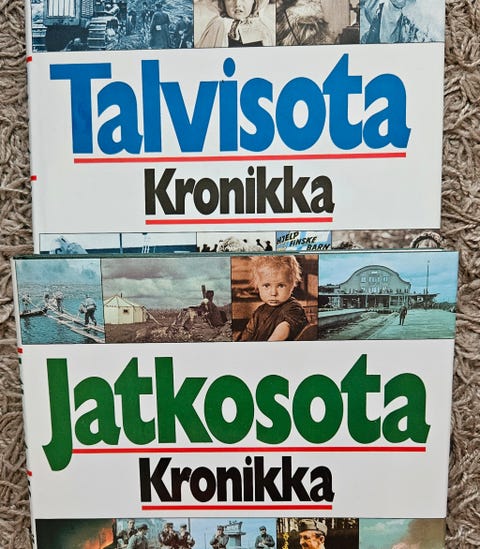 Talvisota
Kronikka
HJELP
FINSKE
BARN
Jatkosota
Kronikka